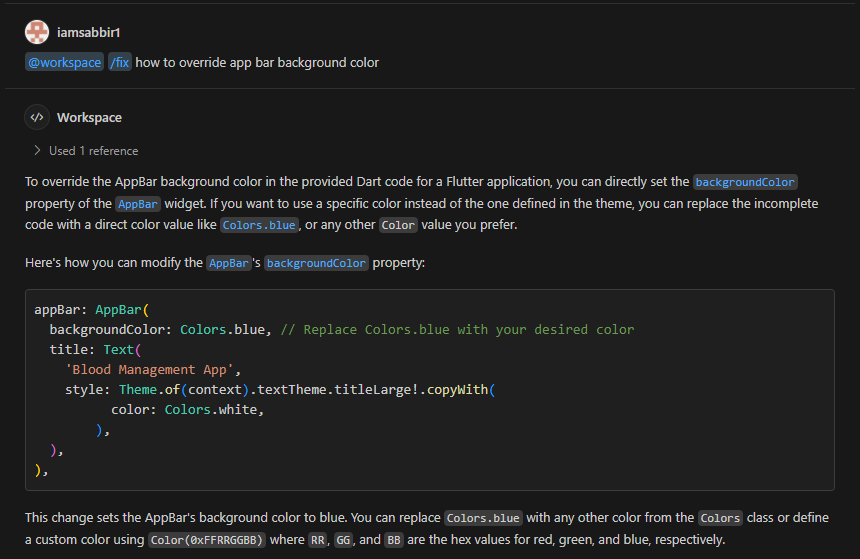 iamsabbir1
@workspace /fix how to override app bar background color
Workspace
Used 1 reference
To override the AppBar background color in the provided Dart code for a Flutter application, you can directly set the backgroundColor
property of the AppBar widget. If you want to use a specific color instead of the one defined in the theme, you can replace the incomplete
code with a direct color value like Colors.blue, or any other Color value you prefer.
Here's how you can modify the AppBar's backgroundColor property:
appBar: AppBar(
  backgroundColor: Colors.blue, // Replace Colors.blue with your desired color
  title: Text(
    'Blood Management App',
    style: Theme.of(context).textTheme.titleLarge!.copyWith(
          color: Colors.white,
        ),
  ),
),
This change sets the AppBar's background color to blue. You can replace Colors.blue with any other color from the Colors class or define
a custom color using Color(0xFFRRGGBB) where RR, GG, and BB are the hex values for red, green, and blue, respectively.